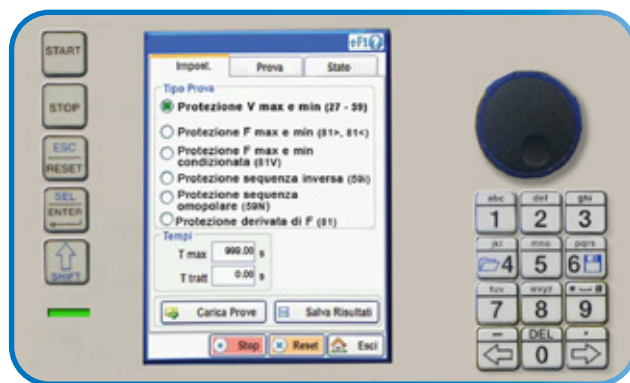 START
STOP
ESC
RESET
SEL
ENTER
SHIFT
+F1?
Impost. Prova Stato
Tipo Prova
Protezione V max e min (27 - 59)
Protezione F max e min (81>, 81<)
Protezione F max e min
condizionata (81V)
Protezione sequenza inversa (59i)
Protezione sequenza
omopolare (59N)
Protezione derivata di F (81)
Tempi
T max 999.00 s
T tratt 0.00 s
Carica Prove Salva Risultati
Stop Reset Esci
abc def ghi
1 2 3
jkl mno pqrs
4 5 6
tuv wxyz
7 8 9
DEL
0